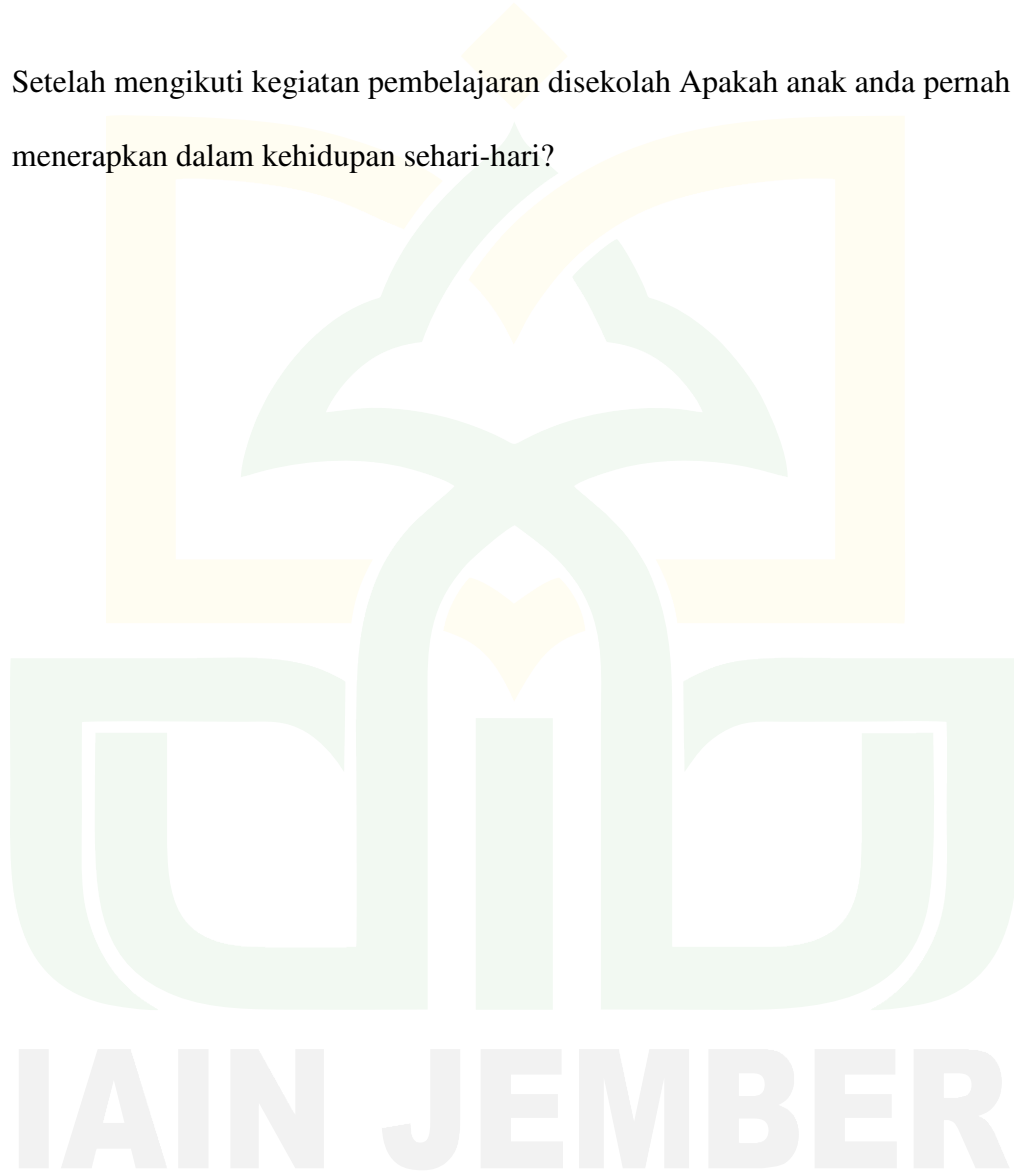 Setelah mengikuti kegiatan pembelajaran disekolah Apakah anak anda pernah
menerapkan dalam kehidupan sehari-hari?
IAIN JEMBER